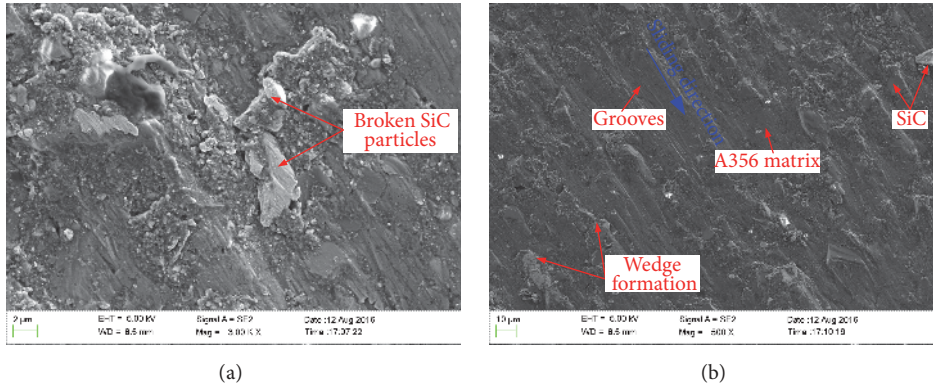 Broken SiC
particles
2 μm
EHT = 6.00 kV
WD = 8.5 mm
Signal A = SE2
Mag = 3.00 K X
Date :12 Aug 2016
Time :17:07:22
(a)
Sliding direction
Grooves
SiC
A356 matrix
Wedge
formation
10 μm
EHT = 6.00 kV
WD = 8.5 mm
Signal A = SE2
Mag = 500 X
Date :12 Aug 2016
Time :17:10:19
(b)